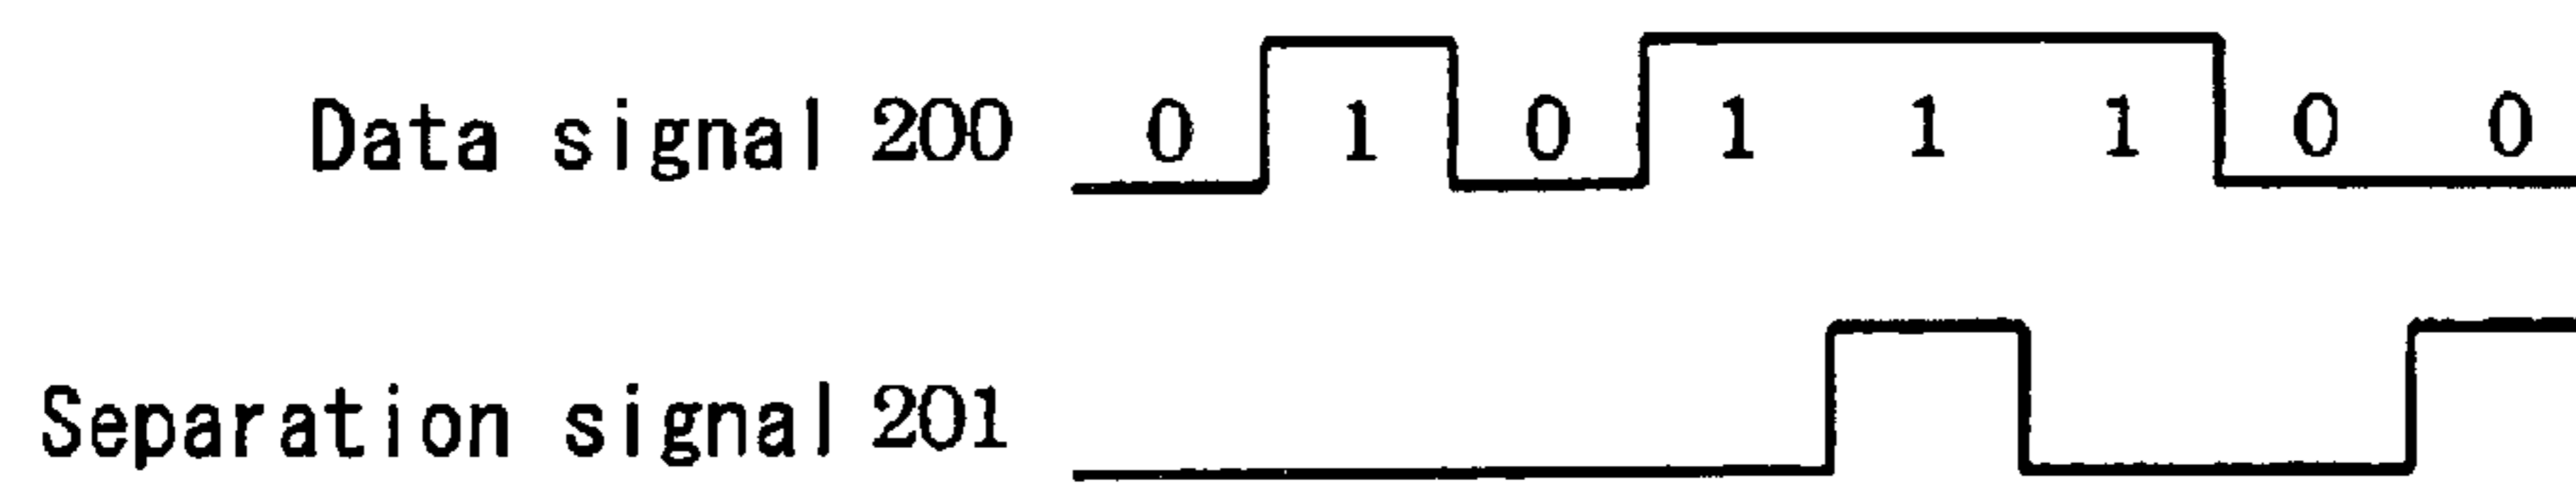 Data signal 200 0 1 0 1 1 1 0 0
Separation signal 201